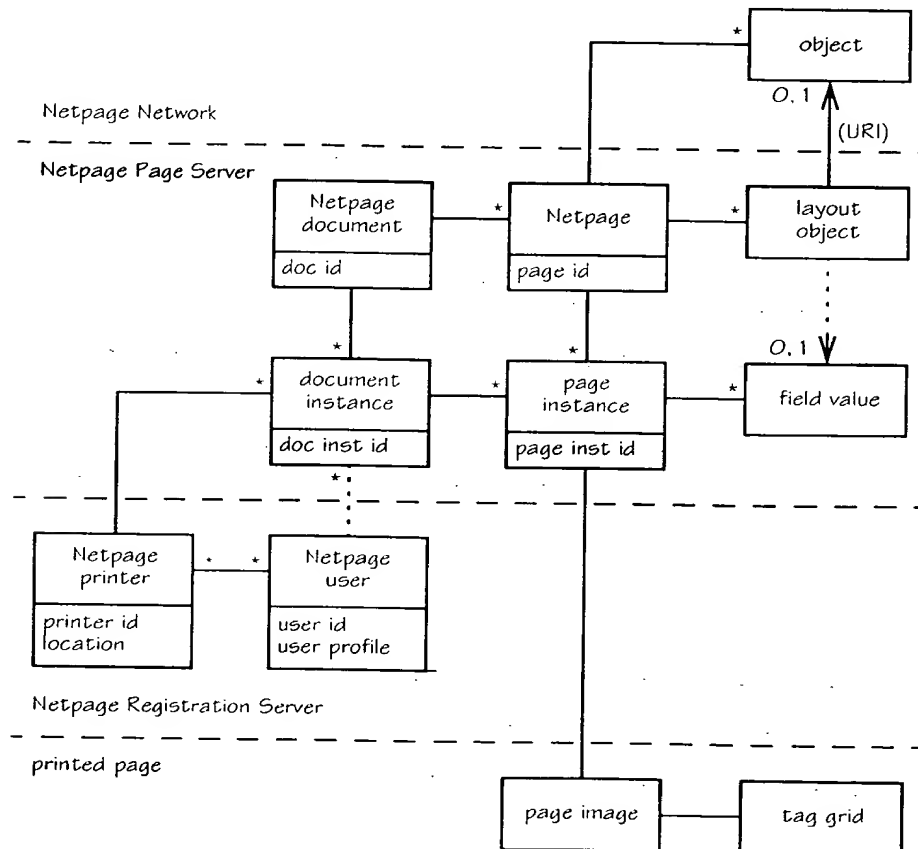 *
object
0.1
(URI)
Netpage Network
Netpage Page Server
Netpage
document
doc id
*
Netpage
page id
*
layout
object
*
*
0.1
*
document
instance
doc inst id
*
page
instance
page inst id
*
field value
*
Netpage
printer
printer id
location
*
*
Netpage
user
user id
user profile
Netpage Registration Server
printed page
page image
tag grid